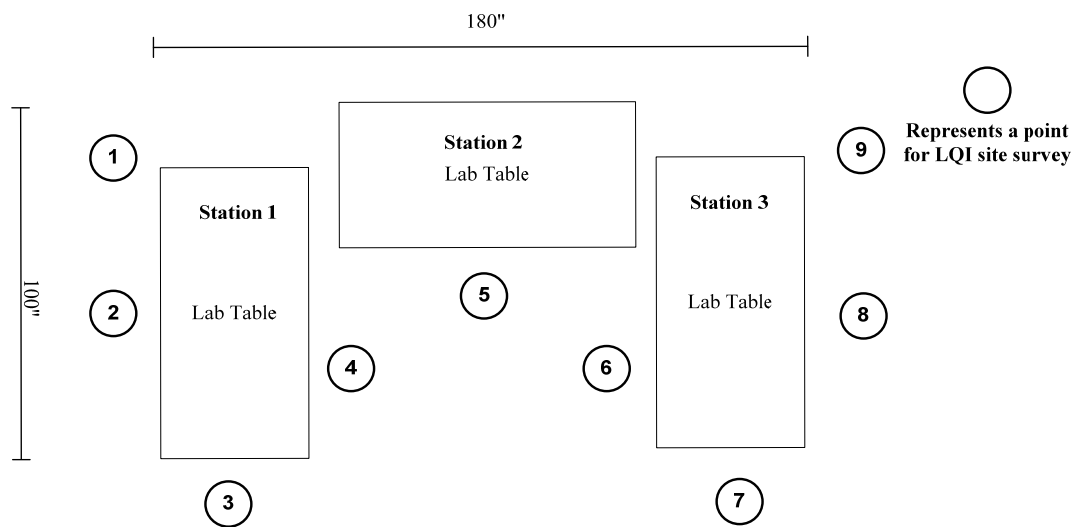 180"
Represents a point
for LQI site survey
1
Station 2
Lab Table
9
Station 1
Station 3
100"
2
Lab Table
5
Lab Table
8
4
6
3
7